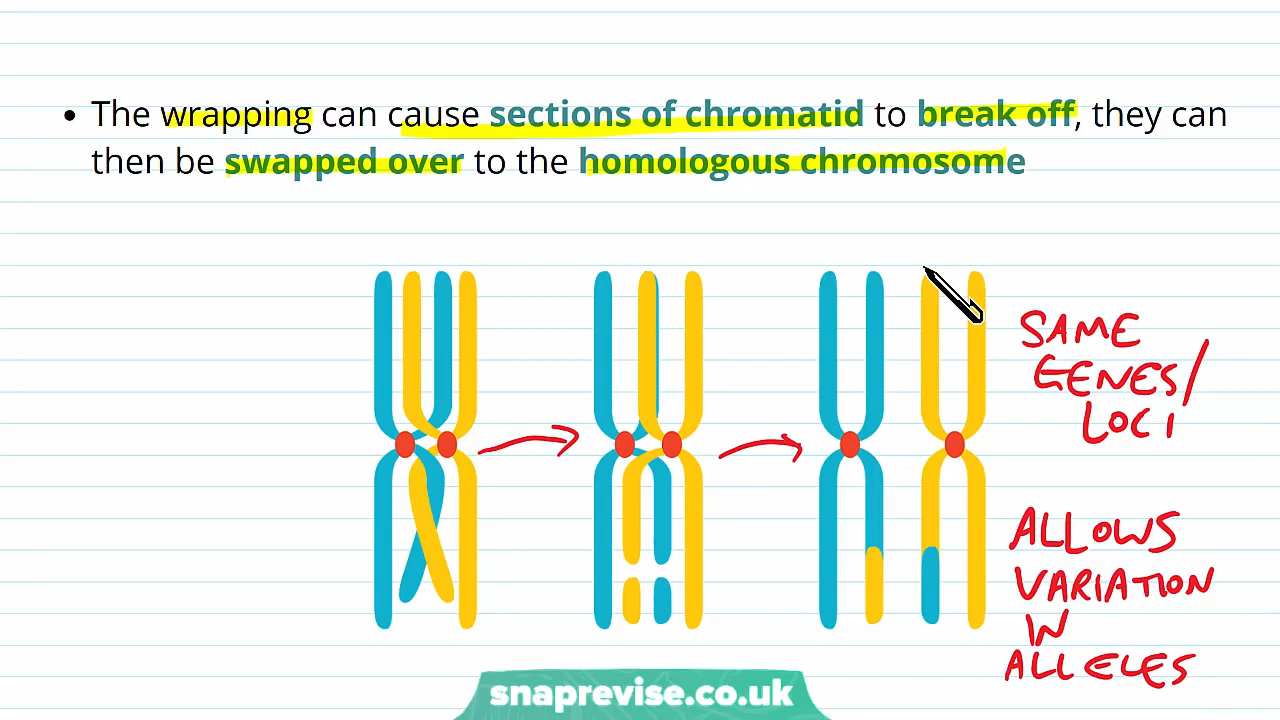 • The wrapping can cause sections of chromatid to break off, they can
then be swapped over to the homologous chromosome
SAME
GENES/
LOCI
ALLOWS
VARIATION
IN
ALLELES
snaprevise.co.uk